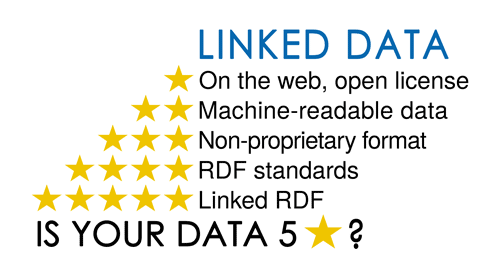 LINKED DATA
★ On the web, open license
★★ Machine-readable data
★★★ Non-proprietary format
★★★★ RDF standards
★★★★★ Linked RDF
IS YOUR DATA 5 ★?